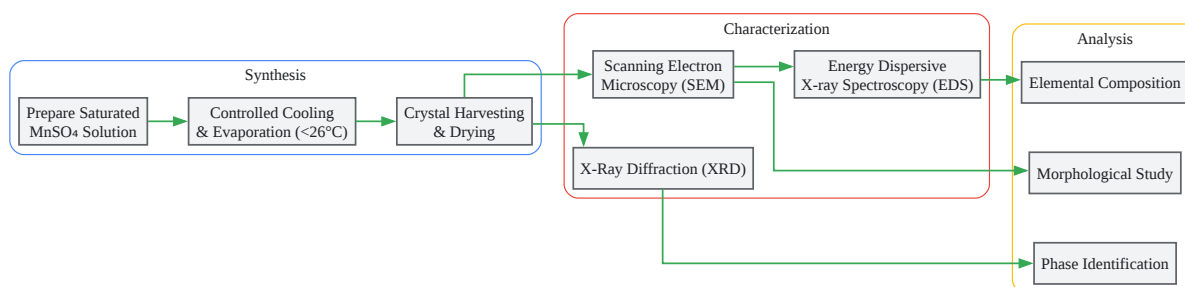 Characterization
Analysis
Synthesis
Prepare Saturated
MnSO₄ Solution
Controlled Cooling
& Evaporation (<26°C)
Crystal Harvesting
& Drying
Scanning Electron
Microscopy (SEM)
Energy Dispersive
X-ray Spectroscopy (EDS)
X-Ray Diffraction (XRD)
Elemental Composition
Morphological Study
Phase Identification